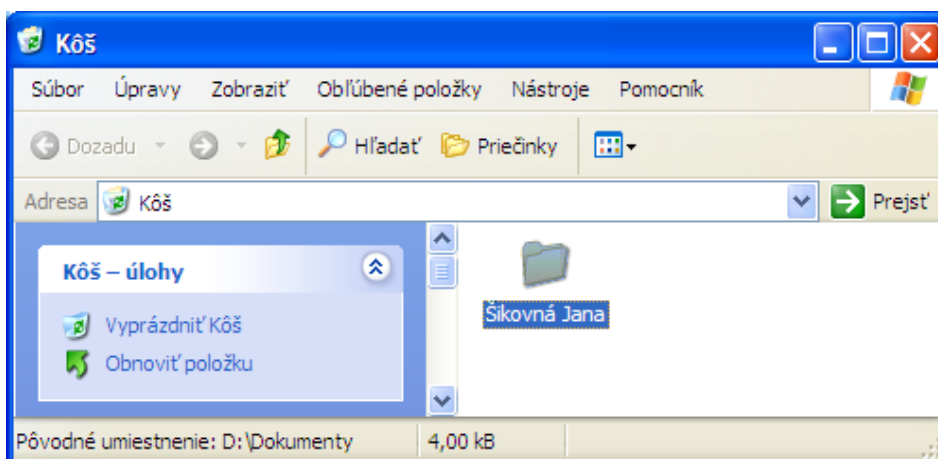 Kôš
Súbor Úpravy Zobraziť Obľúbené položky Nástroje Pomocník
Dozadu Hľadať Priečinky
Adresa Kôš Prejsť
Kôš – úlohy
Vyprázdniť Kôš
Obnoviť položku
Šikovná Jana
Pôvodné umiestnenie: D:\Dokumenty 4,00 kB